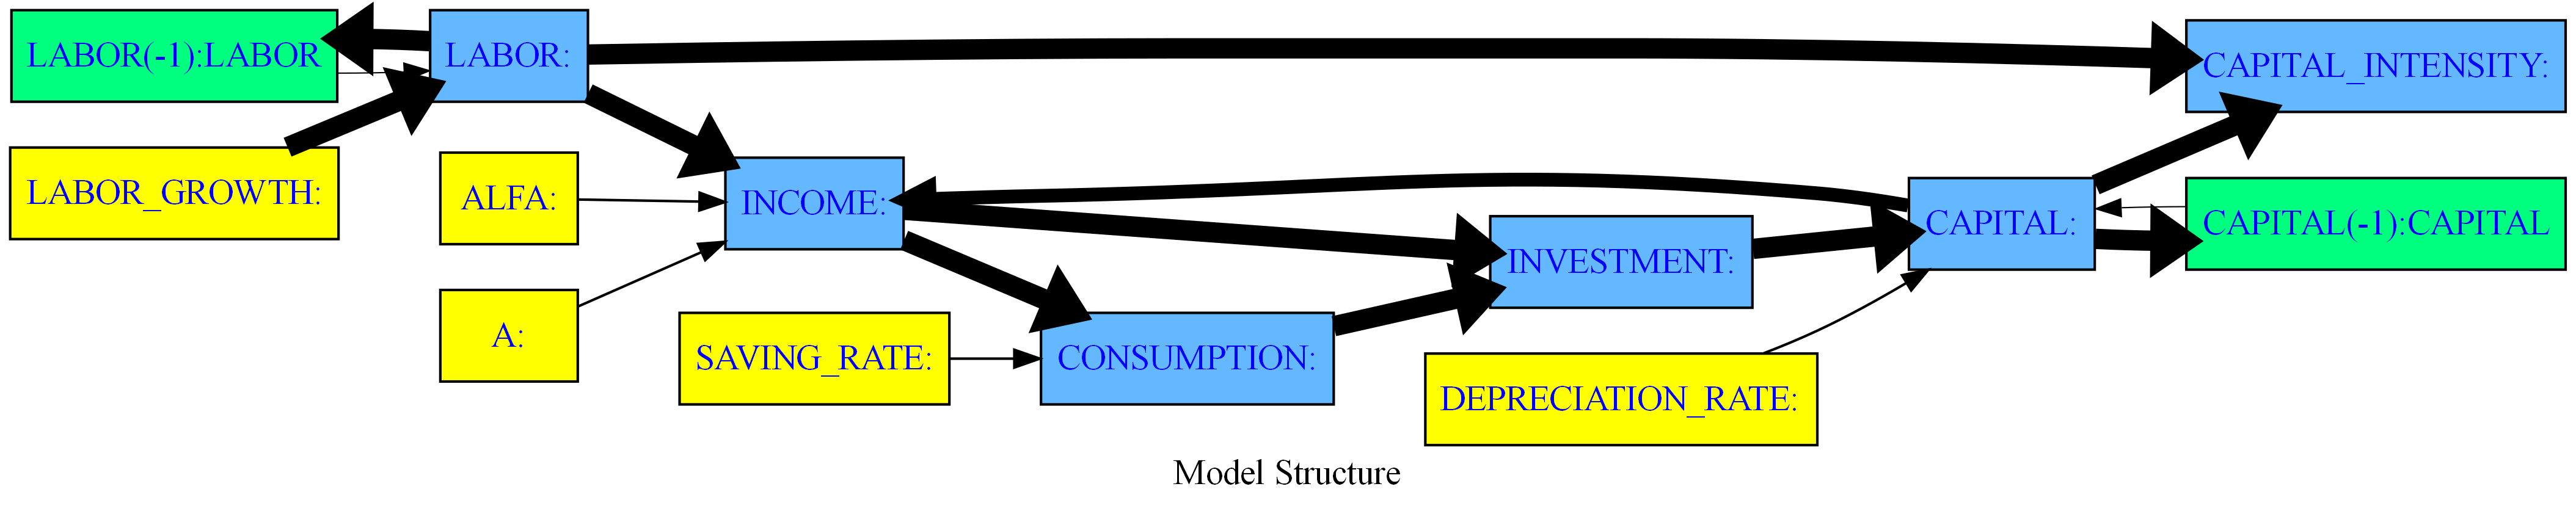 LABOR(-1):LABOR
LABOR:
CAPITAL_INTENSITY:
LABOR_GROWTH:
ALFA:
INCOME:
CAPITAL:
CAPITAL(-1):CAPITAL
INVESTMENT:
A:
SAVING_RATE:
CONSUMPTION:
DEPRECIATION_RATE:
Model Structure